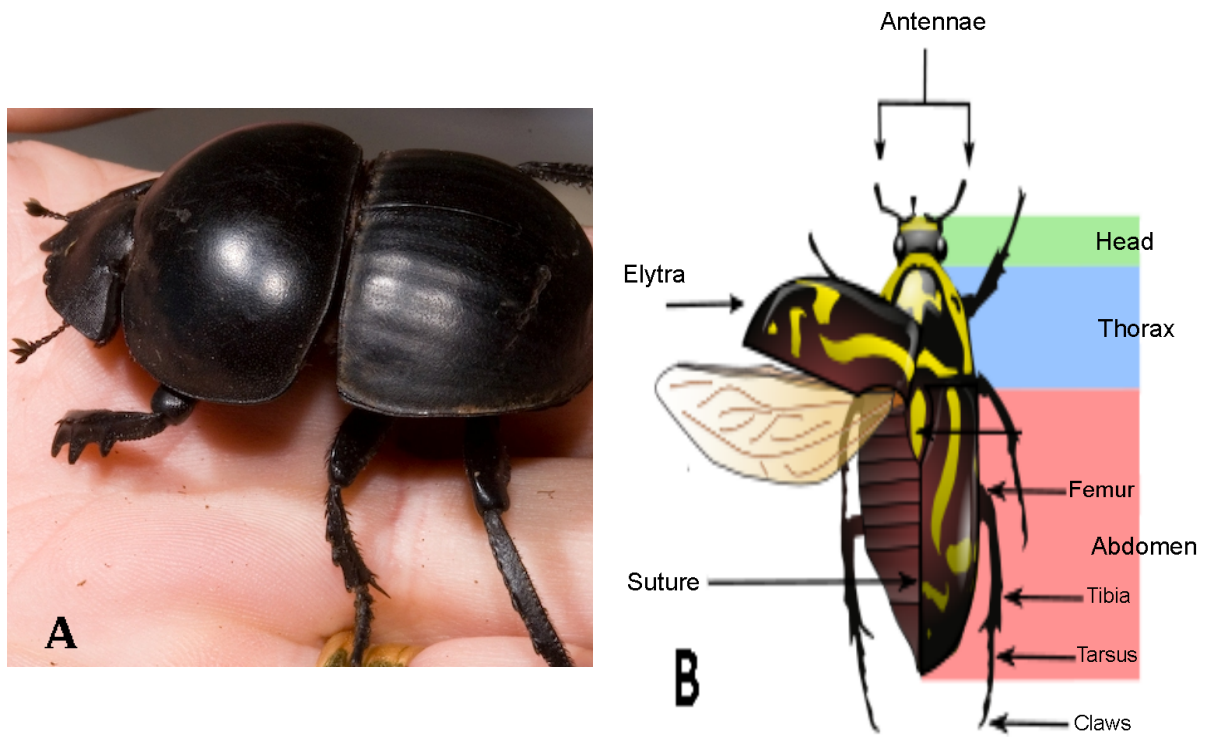 Antennae
Head
Elytra
Thorax
Femur
Abdomen
Suture
Tibia
A
Tarsus
B
Claws